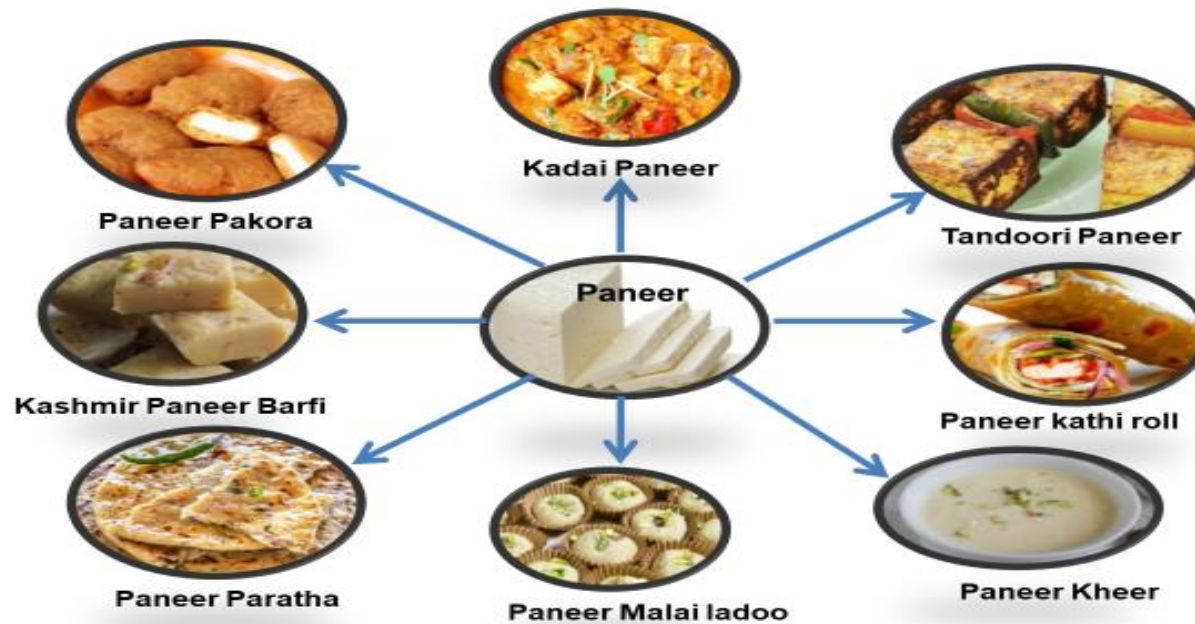 Kadai Paneer
Paneer Pakora
Tandoori Paneer
Paneer
Kashmir Paneer Barfi
Paneer kathi roll
Paneer Paratha
Paneer Malai ladoo
Paneer Kheer